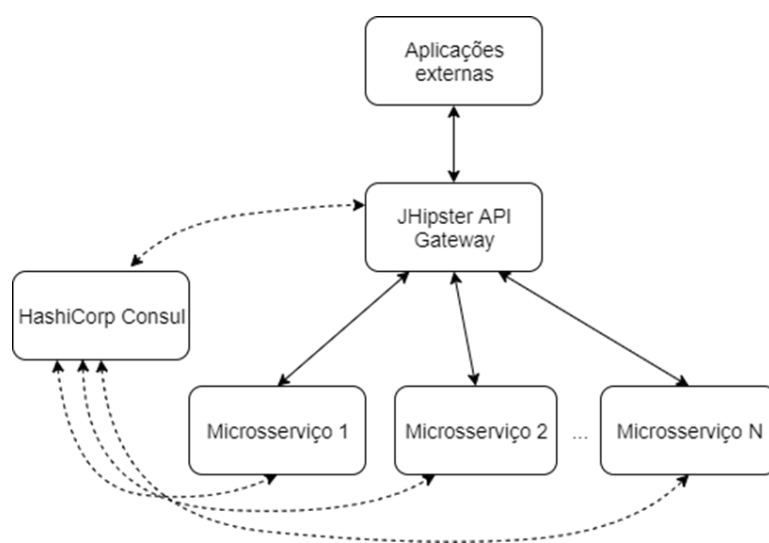 Aplicações
externas
JHipster API
Gateway
HashiCorp Consul
Microsserviço 1
Microsserviço 2
...
Microsserviço N